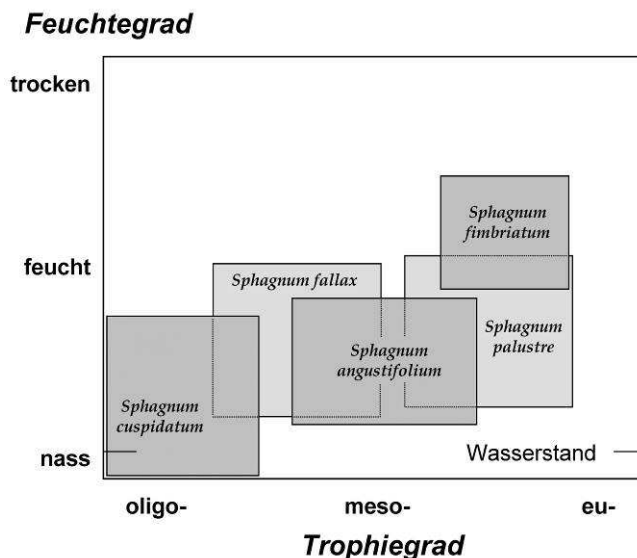 Feuchtegrad
trocken
Sphagnum
fimbriatum
feucht
Sphagnum fallax
Sphagnum
palustre
Sphagnum
angustifolium
Sphagnum
cuspidatum
nass
Wasserstand
oligo-
meso-
eu-
Trophiegrad